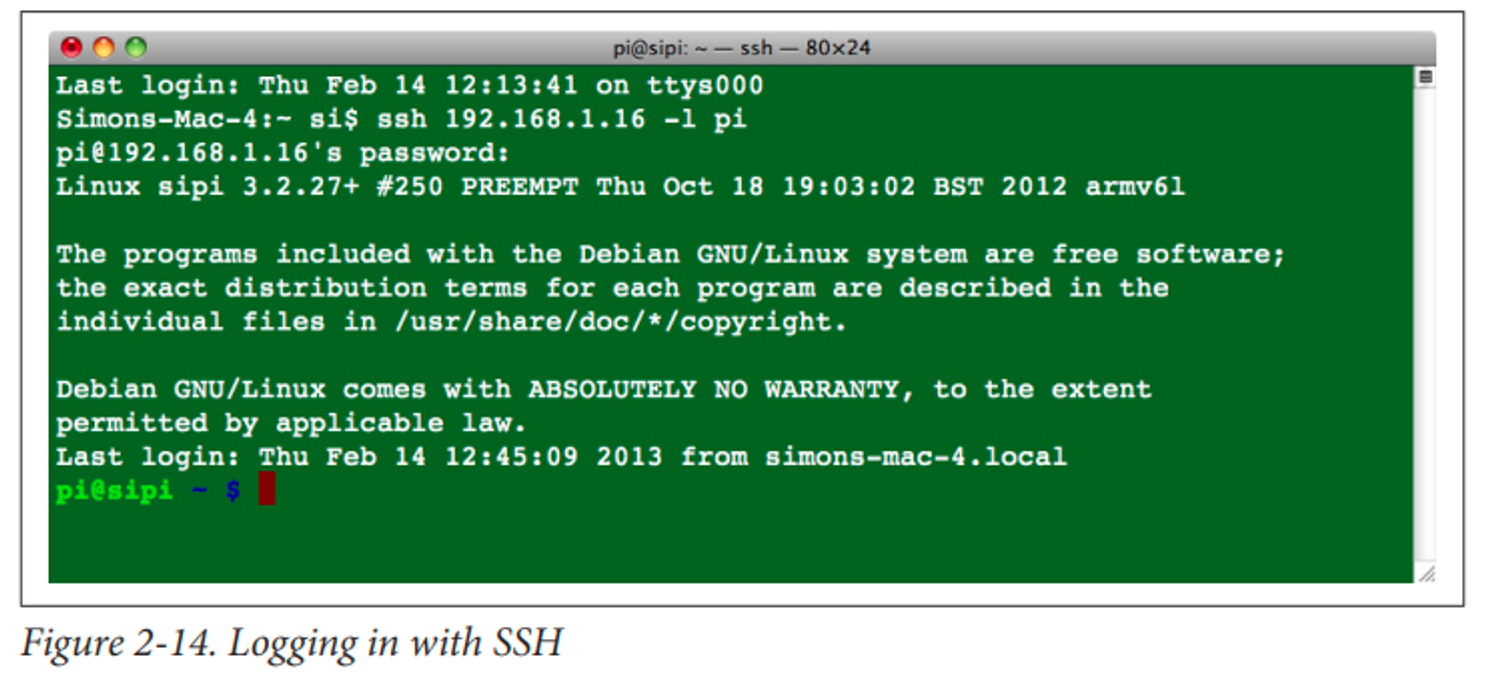 pi@sipi: ~ — ssh — 80×24
Last login: Thu Feb 14 12:13:41 on ttys000
Simons-Mac-4:~ si$ ssh 192.168.1.16 -l pi
pi@192.168.1.16's password:
Linux sipi 3.2.27+ #250 PREEMPT Thu Oct 18 19:03:02 BST 2012 armv6l
The programs included with the Debian GNU/Linux system are free software;
the exact distribution terms for each program are described in the
individual files in /usr/share/doc/*/copyright.
Debian GNU/Linux comes with ABSOLUTELY NO WARRANTY, to the extent
permitted by applicable law.
Last login: Thu Feb 14 12:45:09 2013 from simons-mac-4.local
pi@sipi ~ $
Figure 2-14. Logging in with SSH